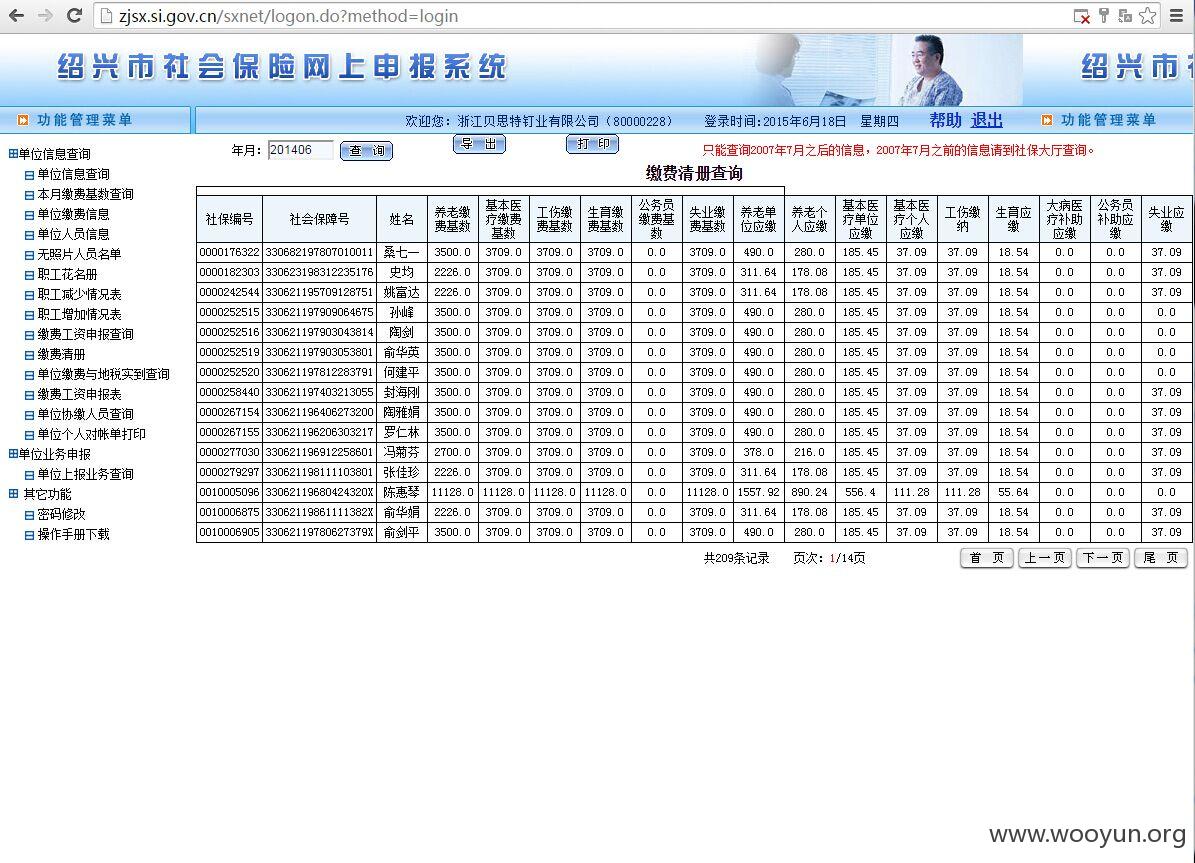 zjsx.si.gov.cn/sxnet/logon.do?method=login
绍兴市社会保险网上申报系统
绍兴市社
功能管理菜单
欢迎您：浙江贝思特钉业有限公司（80000228） 登录时间:2015年6月18日 星期四 帮助 退出
功能管理菜单
单位信息查询
单位信息查询
本月缴费基数查询
单位缴费信息
单位人员信息
无照片人员名单
职工花名册
职工减少情况表
职工增加情况表
缴费工资申报查询
缴费清册
单位缴费与地税实到查询
缴费工资申报表
单位协缴人员查询
单位个人对帐单打印
单位业务申报
单位上报业务查询
其它功能
密码修改
操作手册下载
年月： 201406 查 询 导 出 打 印 只能查询2007年7月之后的信息，2007年7月之前的信息请到社保大厅查询。
缴费清册查询
社保编号 社会保障号 姓名 养老缴费基数 基本医疗缴费基数 工伤缴费基数 生育缴费基数 公务员缴费基数 失业缴费基数 养老单位应缴 养老个人应缴 基本医疗单位应缴 基本医疗个人应缴 工伤缴纳 生育应缴 大病医疗补助应缴 公务员补助应缴 失业应缴
0000176322 330682197807010011 桑七一 3500.0 3709.0 3709.0 3709.0 0.0 3709.0 490.0 280.0 185.45 37.09 37.09 18.54 0.0 0.0 37.09
0000182303 330623198312235176 史均 2226.0 3709.0 3709.0 3709.0 0.0 3709.0 311.64 178.08 185.45 37.09 37.09 18.54 0.0 0.0 37.09
0000242544 330621195709128751 姚富达 2226.0 3709.0 3709.0 3709.0 0.0 3709.0 311.64 178.08 185.45 37.09 37.09 18.54 0.0 0.0 37.09
0000252515 330621197909064675 孙峰 3500.0 3709.0 3709.0 3709.0 0.0 3709.0 490.0 280.0 185.45 37.09 37.09 18.54 0.0 0.0 0.0
0000252516 330621197903043814 陶剑 3500.0 3709.0 3709.0 3709.0 0.0 3709.0 490.0 280.0 185.45 37.09 37.09 18.54 0.0 0.0 0.0
0000252519 330621197903053801 俞华英 3500.0 3709.0 3709.0 3709.0 0.0 3709.0 490.0 280.0 185.45 37.09 37.09 18.54 0.0 0.0 0.0
0000252520 330621197812283791 何建平 3500.0 3709.0 3709.0 3709.0 0.0 3709.0 490.0 280.0 185.45 37.09 37.09 18.54 0.0 0.0 0.0
0000258440 330621197403213055 封海刚 3500.0 3709.0 3709.0 3709.0 0.0 3709.0 490.0 280.0 185.45 37.09 37.09 18.54 0.0 0.0 37.09
0000267154 330621196406273200 陶雅娟 3500.0 3709.0 3709.0 3709.0 0.0 3709.0 490.0 280.0 185.45 37.09 37.09 18.54 0.0 0.0 37.09
0000267155 330621196206303217 罗仁林 3500.0 3709.0 3709.0 3709.0 0.0 3709.0 490.0 280.0 185.45 37.09 37.09 18.54 0.0 0.0 37.09
0000277030 330621196912258601 冯菊芬 2700.0 3709.0 3709.0 3709.0 0.0 3709.0 378.0 216.0 185.45 37.09 37.09 18.54 0.0 0.0 37.09
0000279297 330621198111103801 张佳珍 2226.0 3709.0 3709.0 3709.0 0.0 3709.0 311.64 178.08 185.45 37.09 37.09 18.54 0.0 0.0 37.09
0010005096 33062119680424320X 陈惠琴 11128.0 11128.0 11128.0 11128.0 0.0 11128.0 1557.92 890.24 556.4 111.28 111.28 55.64 0.0 0.0 0.0
0010006875 33062119861111382X 俞华娟 2226.0 3709.0 3709.0 3709.0 0.0 3709.0 311.64 178.08 185.45 37.09 37.09 18.54 0.0 0.0 37.09
0010006905 33062119780627379X 俞剑平 3500.0 3709.0 3709.0 3709.0 0.0 3709.0 490.0 280.0 185.45 37.09 37.09 18.54 0.0 0.0 37.09
共209条记录 页次：1/14页 首 页 上一页 下一页 尾 页
www.wooyun.org